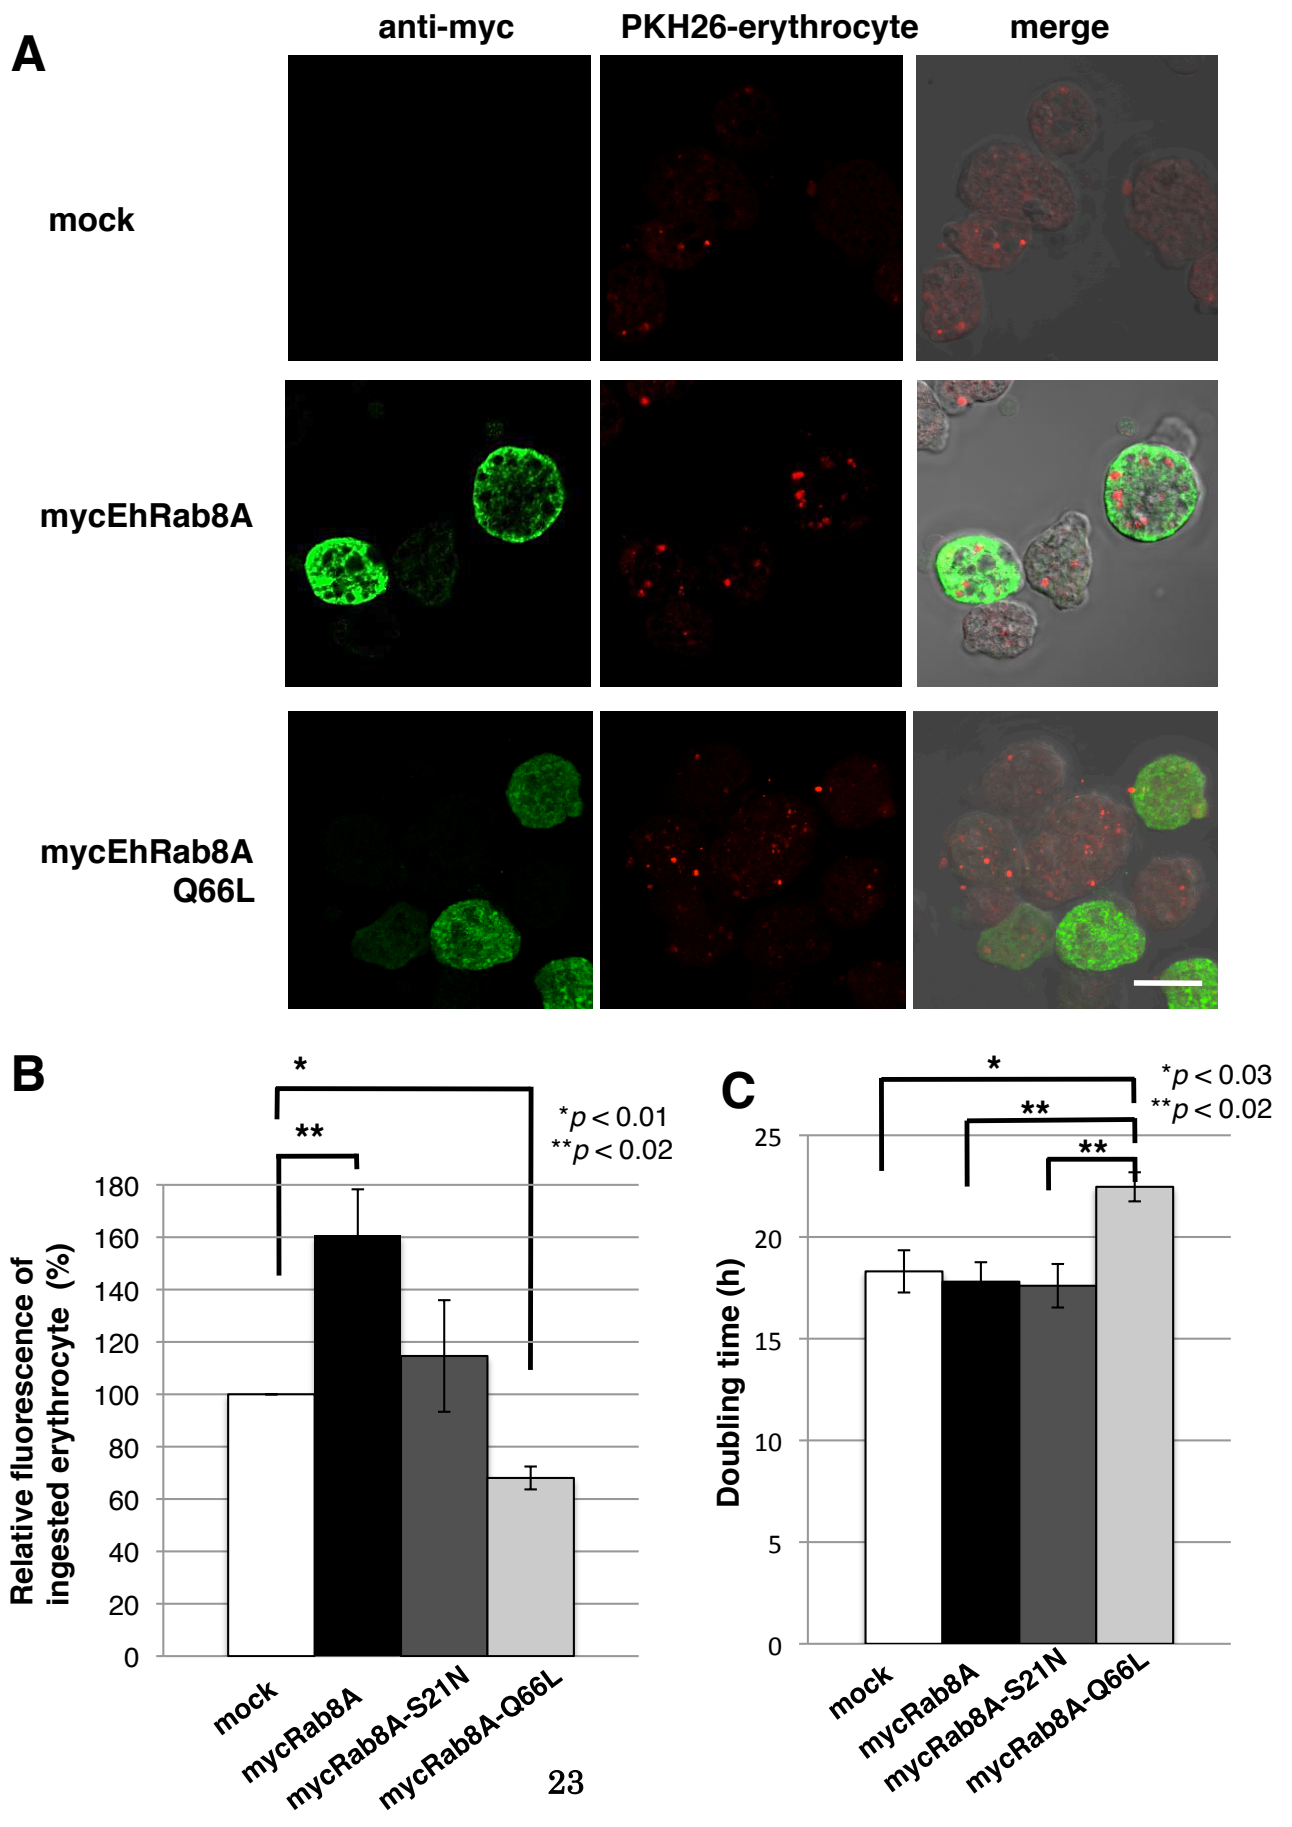 A
anti-myc PKH26-erythrocyte merge
mock
mycEhRab8A
mycEhRab8A
Q66L
B
*
**
*p < 0.01
**p < 0.02
180
160
140
120
100
80
60
40
20
0
Relative fluorescence of
ingested erythrocyte (%)
mock
mycRab8A
mycRab8A-S21N
mycRab8A-Q66L
C
*
**
**
*p < 0.03
**p < 0.02
25
20
15
10
5
0
Doubling time (h)
mock
mycRab8A
mycRab8A-S21N
mycRab8A-Q66L
23